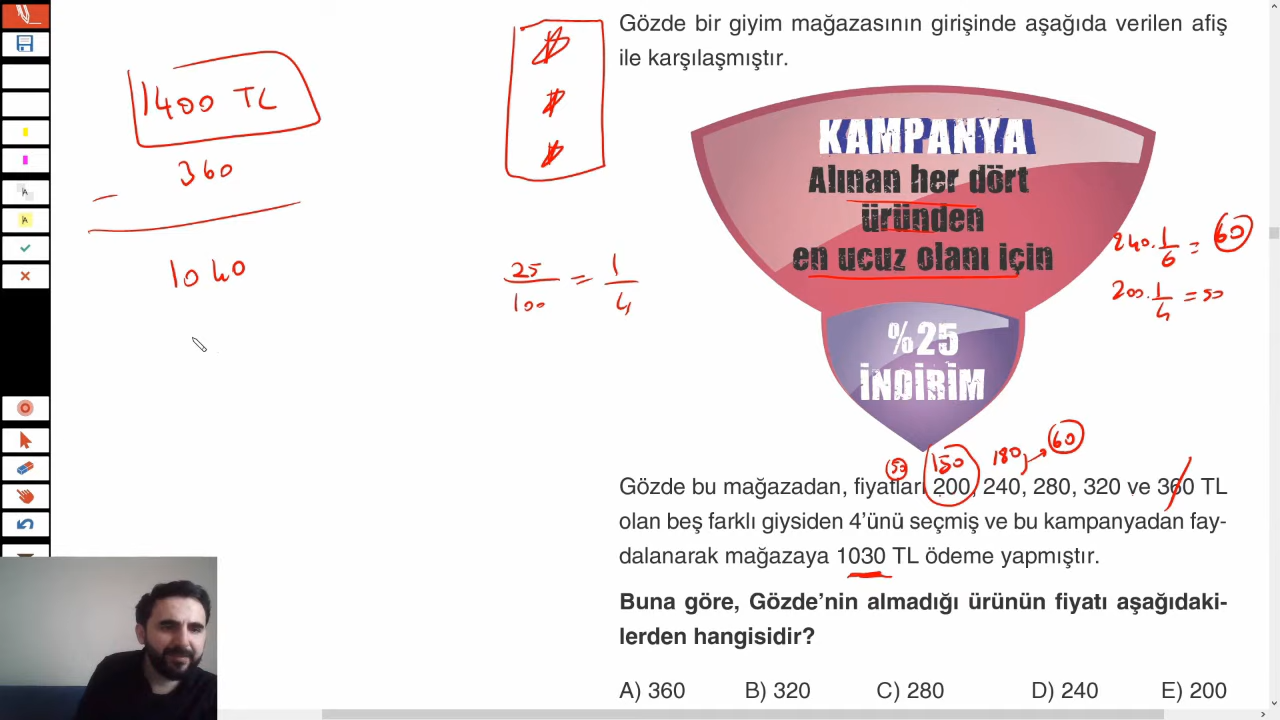 1400 TL
360
1040
25/100 = 1/4
Gözde bir giyim mağazasının girişinde aşağıda verilen afiş
ile karşılaşmıştır.
KAMPANYA
Alınan her dört
üründen
en ucuz olanı için
%25
İNDİRİM
240.1/6 = 60
200.1/4 = 50
50 150 180 60
Gözde bu mağazadan, fiyatları 200, 240, 280, 320 ve 360 TL
olan beş farklı giysiden 4'ünü seçmiş ve bu kampanyadan fay-
dalanarak mağazaya 1030 TL ödeme yapmıştır.
Buna göre, Gözde'nin almadığı ürünün fiyatı aşağıdaki-
lerden hangisidir?
A) 360 B) 320 C) 280 D) 240 E) 200